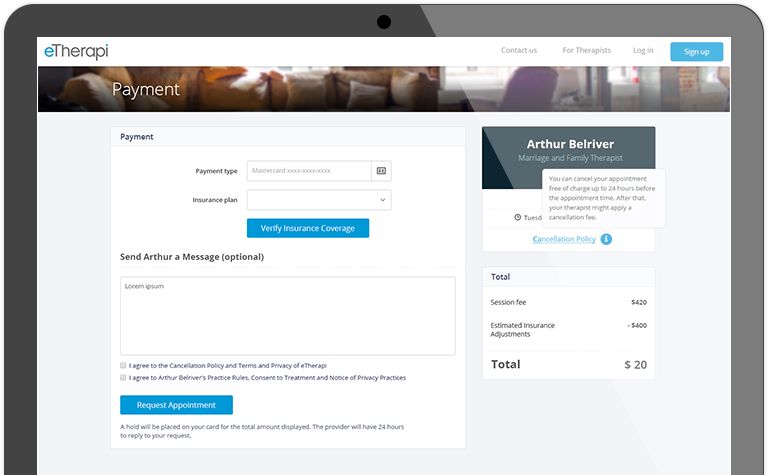 eTherapi
Contact us
For Therapists
Log in
Sign up
Payment
Payment
Payment type
Mastercard xxxx-xxxx-xxxx
Insurance plan
Verify Insurance Coverage
Send Arthur a Message (optional)
Lorem ipsum
I agree to the Cancellation Policy and Terms and Privacy of eTherapi
I agree to Arthur Belriver's Practice Rules, Consent to Treatment and Notice of Privacy Practices
Request Appointment
A hold will be placed on your card for the total amount displayed. The provider will have 24 hours
to reply to your request.
Arthur Belriver
Marriage and Family Therapist
You can cancel your appointment
free of charge up to 24 hours before
the appointment time. After that,
your therapist might apply a
cancellation fee.
Cancellation Policy
Total
Session fee $420
Estimated Insurance - $400
Adjustments
Total $ 20